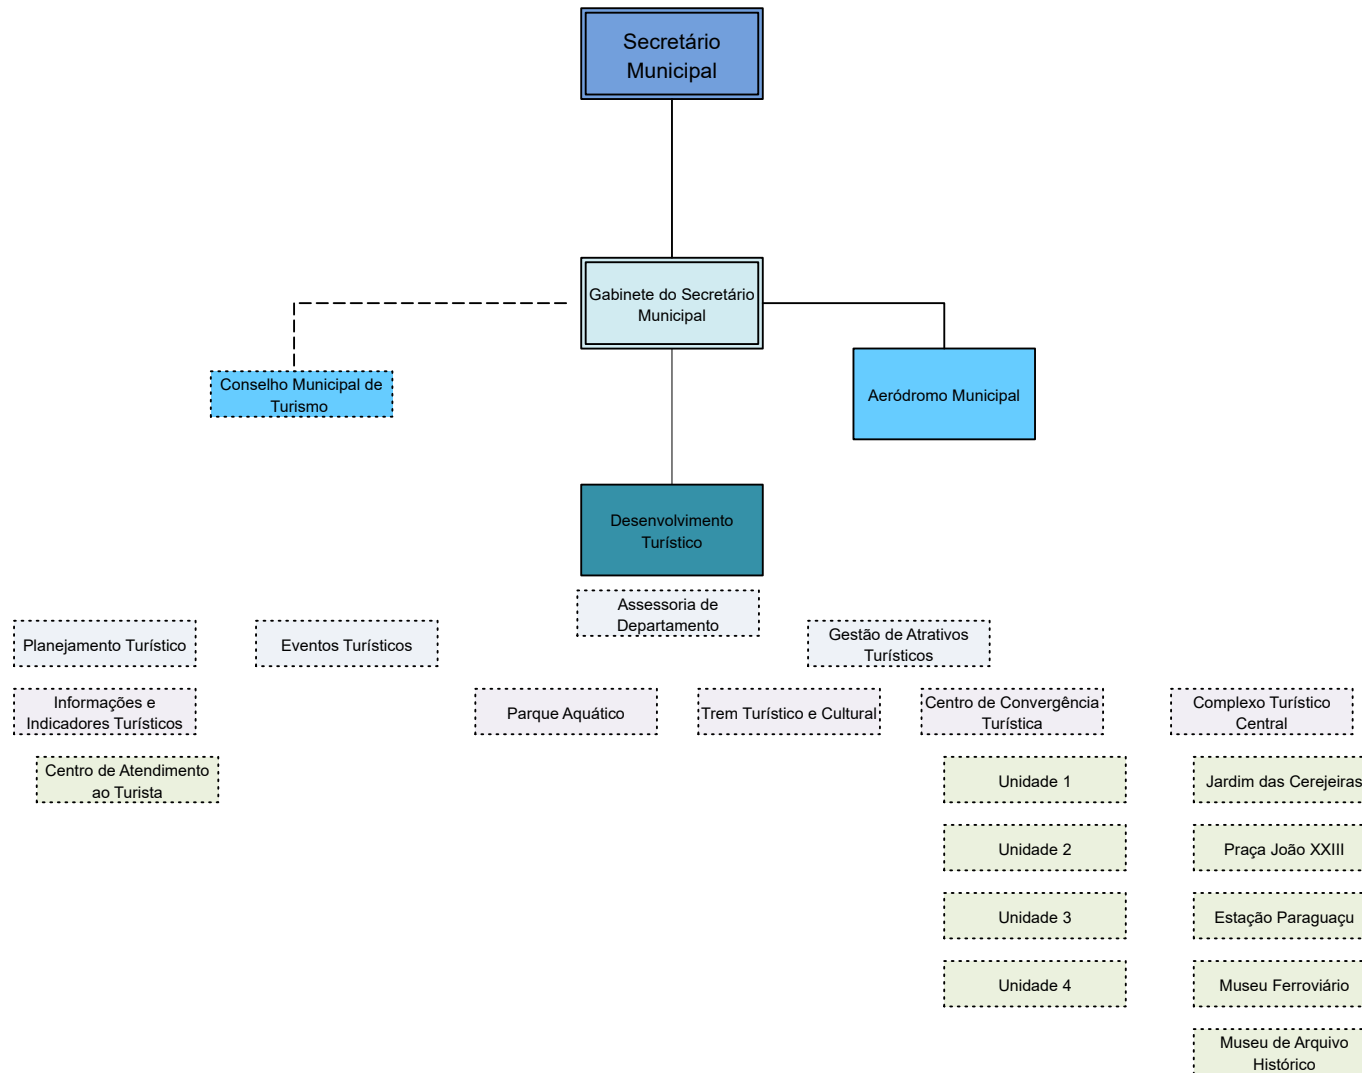 Secretário
Municipal
Gabinete do Secretário
Municipal
Conselho Municipal de
Turismo
Aeródromo Municipal
Desenvolvimento
Turístico
Assessoria de
Departamento
Planejamento Turístico
Eventos Turísticos
Gestão de Atrativos
Turísticos
Informações e
Indicadores Turísticos
Parque Aquático
Trem Turístico e Cultural
Centro de Convergência
Turística
Complexo Turístico
Central
Centro de Atendimento
ao Turista
Unidade 1
Jardim das Cerejeiras
Unidade 2
Praça João XXIII
Unidade 3
Estação Paraguaçu
Unidade 4
Museu Ferroviário
Museu de Arquivo
Histórico